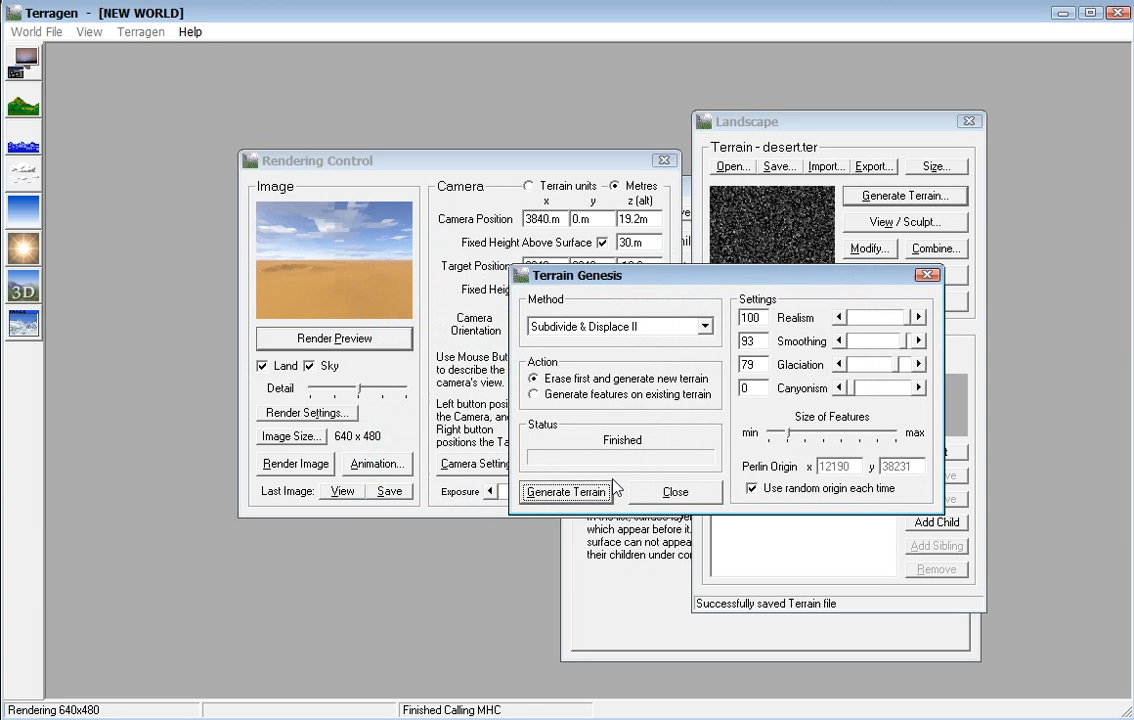 Terragen - [NEW WORLD]
World File View Terragen Help
Rendering Control
Image
Render Preview
Land Sky
Detail
Render Settings...
Image Size... 640 x 480
Render Image Animation...
Last Image: View Save
Camera Terrain units Metres
x y z (alt)
Camera Position 3840.m 0.m 19.2m
Fixed Height Above Surface 30.m
Target Positio
Fixed Heig
Camera
Orientation
Use Mouse But
to describe the
camera's view.
Left button posi
the Camera, and
Right button
positions the Ta
Camera Setting
Exposure
Landscape
Terrain - desert.ter
Open... Save... Import... Export... Size...
Generate Terrain...
View / Sculpt...
Modify... Combine...
Terrain Genesis
Method
Subdivide & Displace II
Action
Erase first and generate new terrain
Generate features on existing terrain
Status
Finished
Generate Terrain Close
Settings
100 Realism
93 Smoothing
79 Glaciation
0 Canyonism
Size of Features
min max
Perlin Origin x 12190 y 38231
Use random origin each time
which appear before it.
surface can not appea
their children under co
Add Child
Add Sibling
Remove
Successfully saved Terrain file
Rendering 640x480
Finished Calling MHC
3D